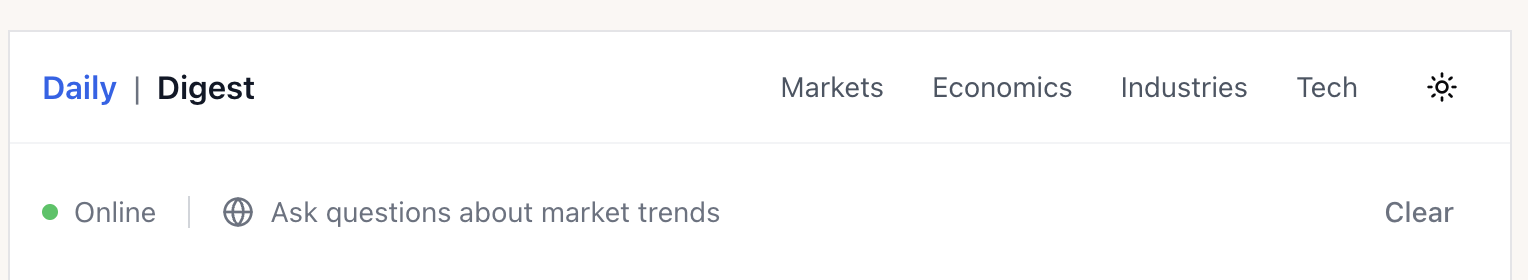 Daily | Digest Markets Economics Industries Tech
Online Ask questions about market trends Clear